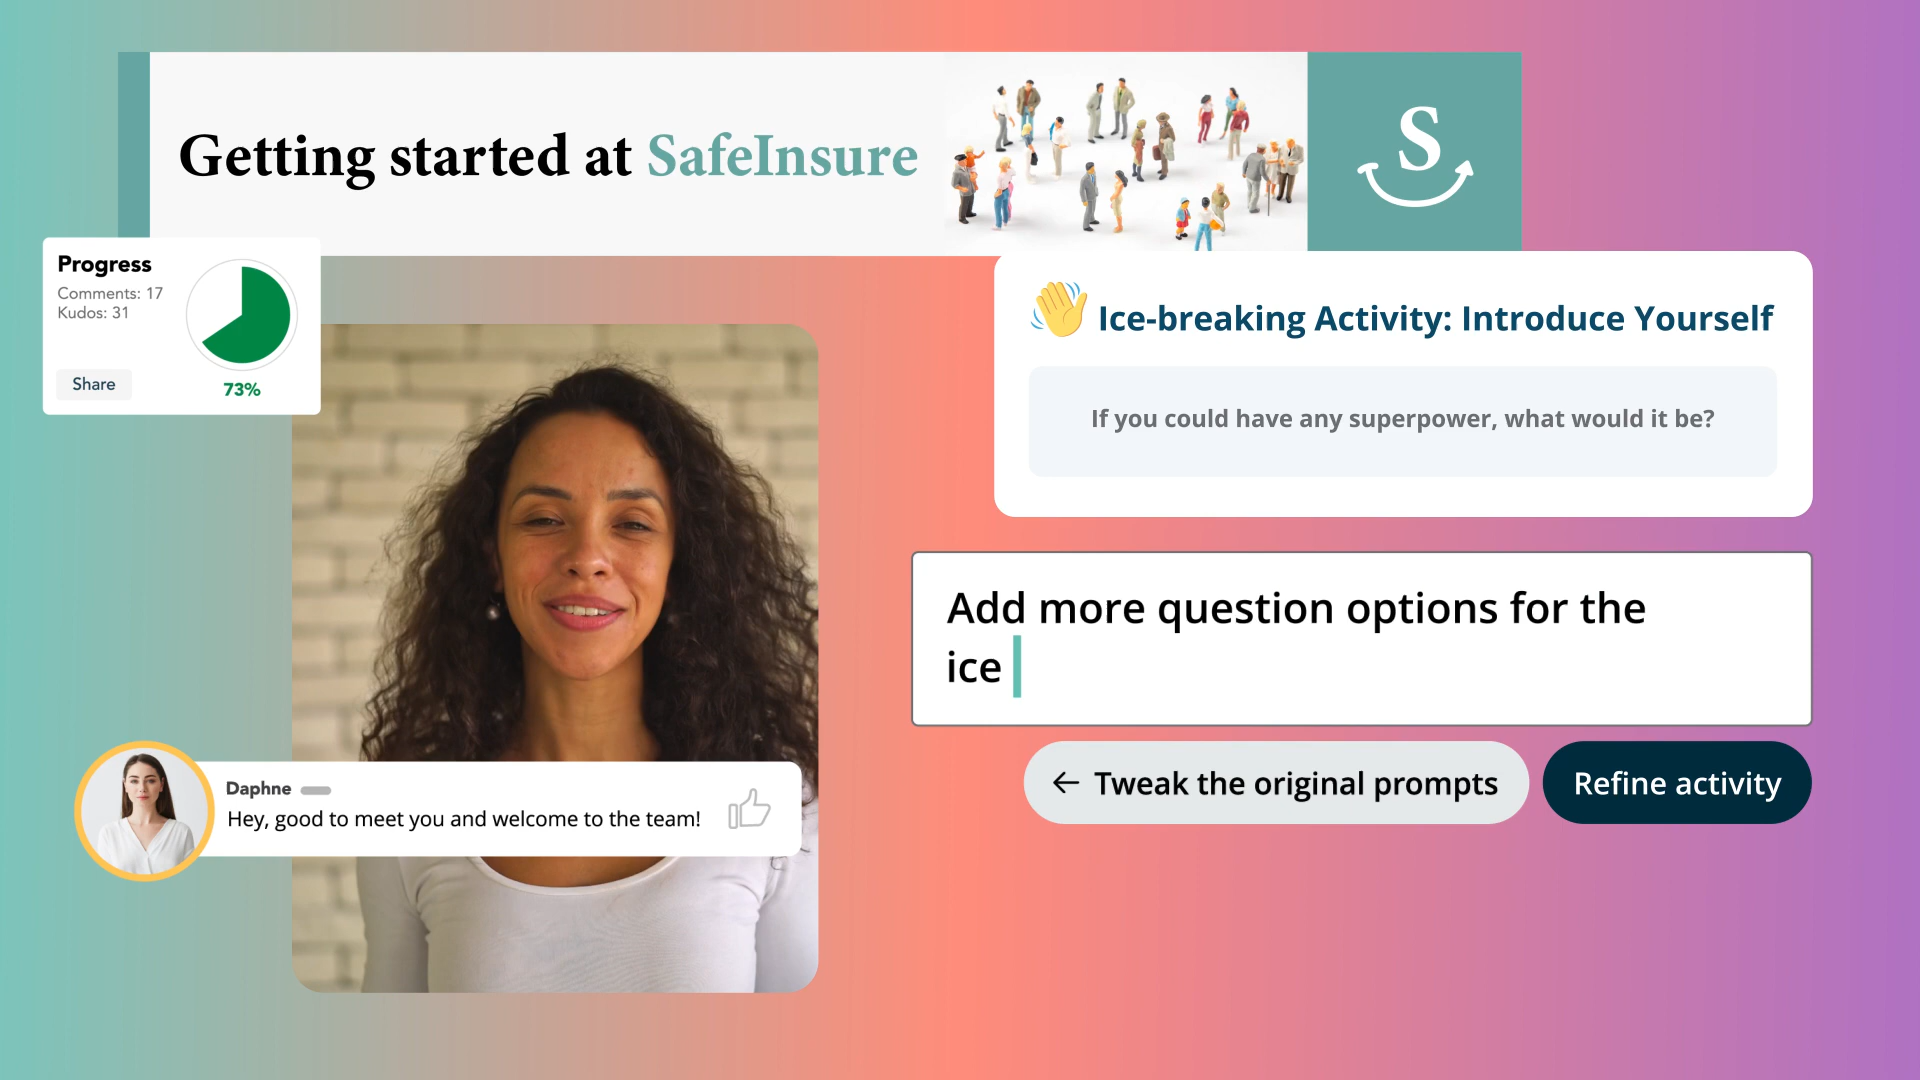 Getting started at SafeInsure
S
Progress
Comments: 17
Kudos: 31
Share
73%
Ice-breaking Activity: Introduce Yourself
If you could have any superpower, what would it be?
Add more question options for the
ice
← Tweak the original prompts
Refine activity
Daphne
Hey, good to meet you and welcome to the team!